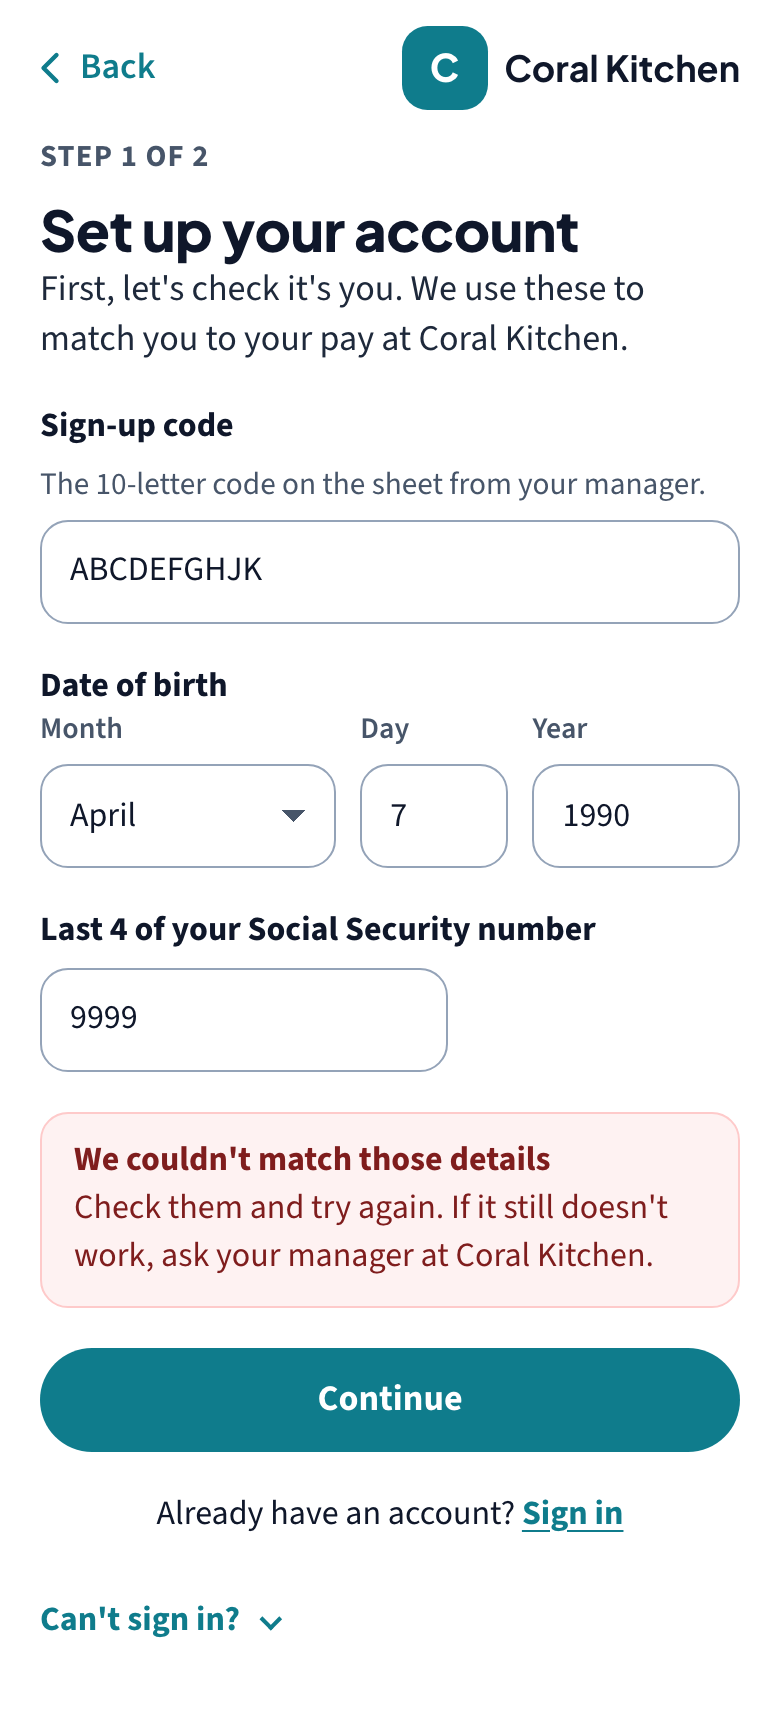 Back
C Coral Kitchen
STEP 1 OF 2
Set up your account
First, let's check it's you. We use these to
match you to your pay at Coral Kitchen.
Sign-up code
The 10-letter code on the sheet from your manager.
ABCDEFGHJK
Date of birth
Month Day Year
April 7 1990
Last 4 of your Social Security number
9999
We couldn't match those details
Check them and try again. If it still doesn't
work, ask your manager at Coral Kitchen.
Continue
Already have an account? Sign in
Can't sign in?